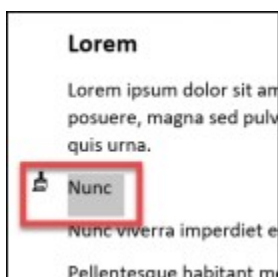 Lorem
Lorem ipsum dolor sit am
posuere, magna sed pulv
quis urna.
Nunc
Nunc viverra imperdiet e
Pellentesque habitant m